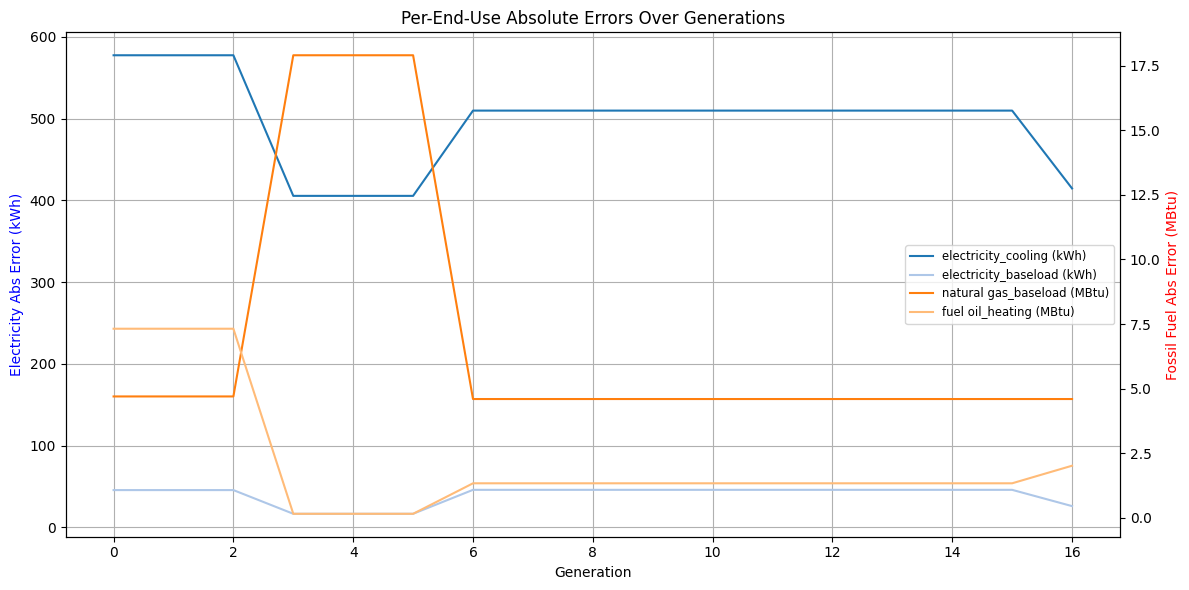 Per-End-Use Absolute Errors Over Generations
Electricity Abs Error (kWh)
600
500
400
300
200
100
0
17.5
15.0
12.5
10.0
7.5
5.0
2.5
0.0
Fossil Fuel Abs Error (MBtu)
electricity_cooling (kWh)
electricity_baseload (kWh)
natural gas_baseload (MBtu)
fuel oil_heating (MBtu)
0 2 4 6 8 10 12 14 16
Generation